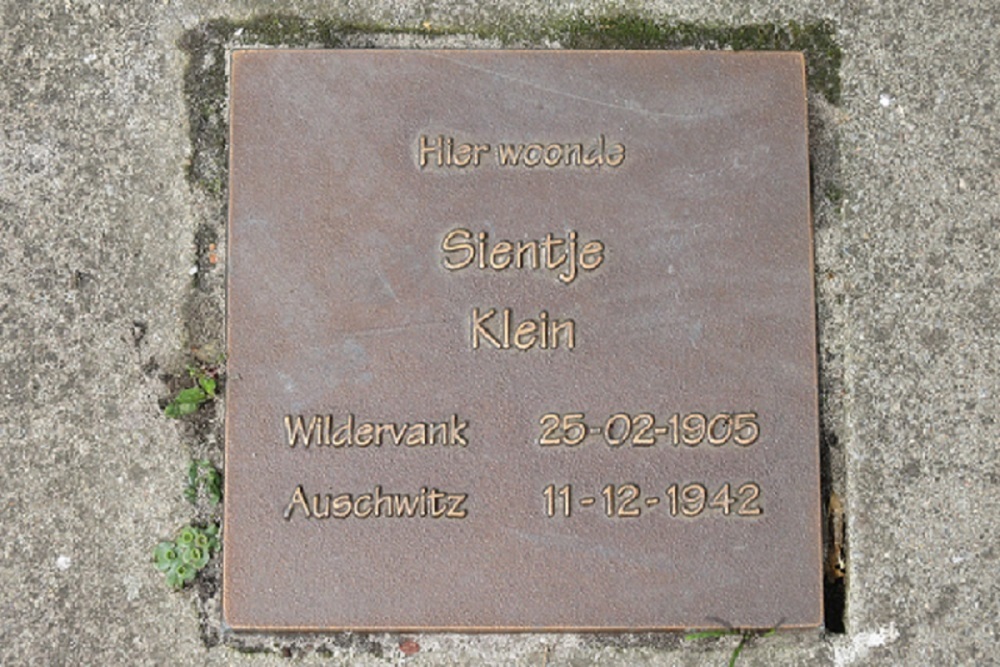 Hier woonde
Sientje
Klein
Wildervank 25-02-1905
Auschwitz 11-12-1942